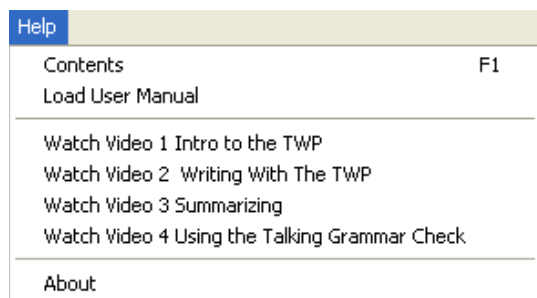 Help
Contents F1
Load User Manual
Watch Video 1 Intro to the TWP
Watch Video 2  Writing With The TWP
Watch Video 3 Summarizing
Watch Video 4 Using the Talking Grammar Check
About